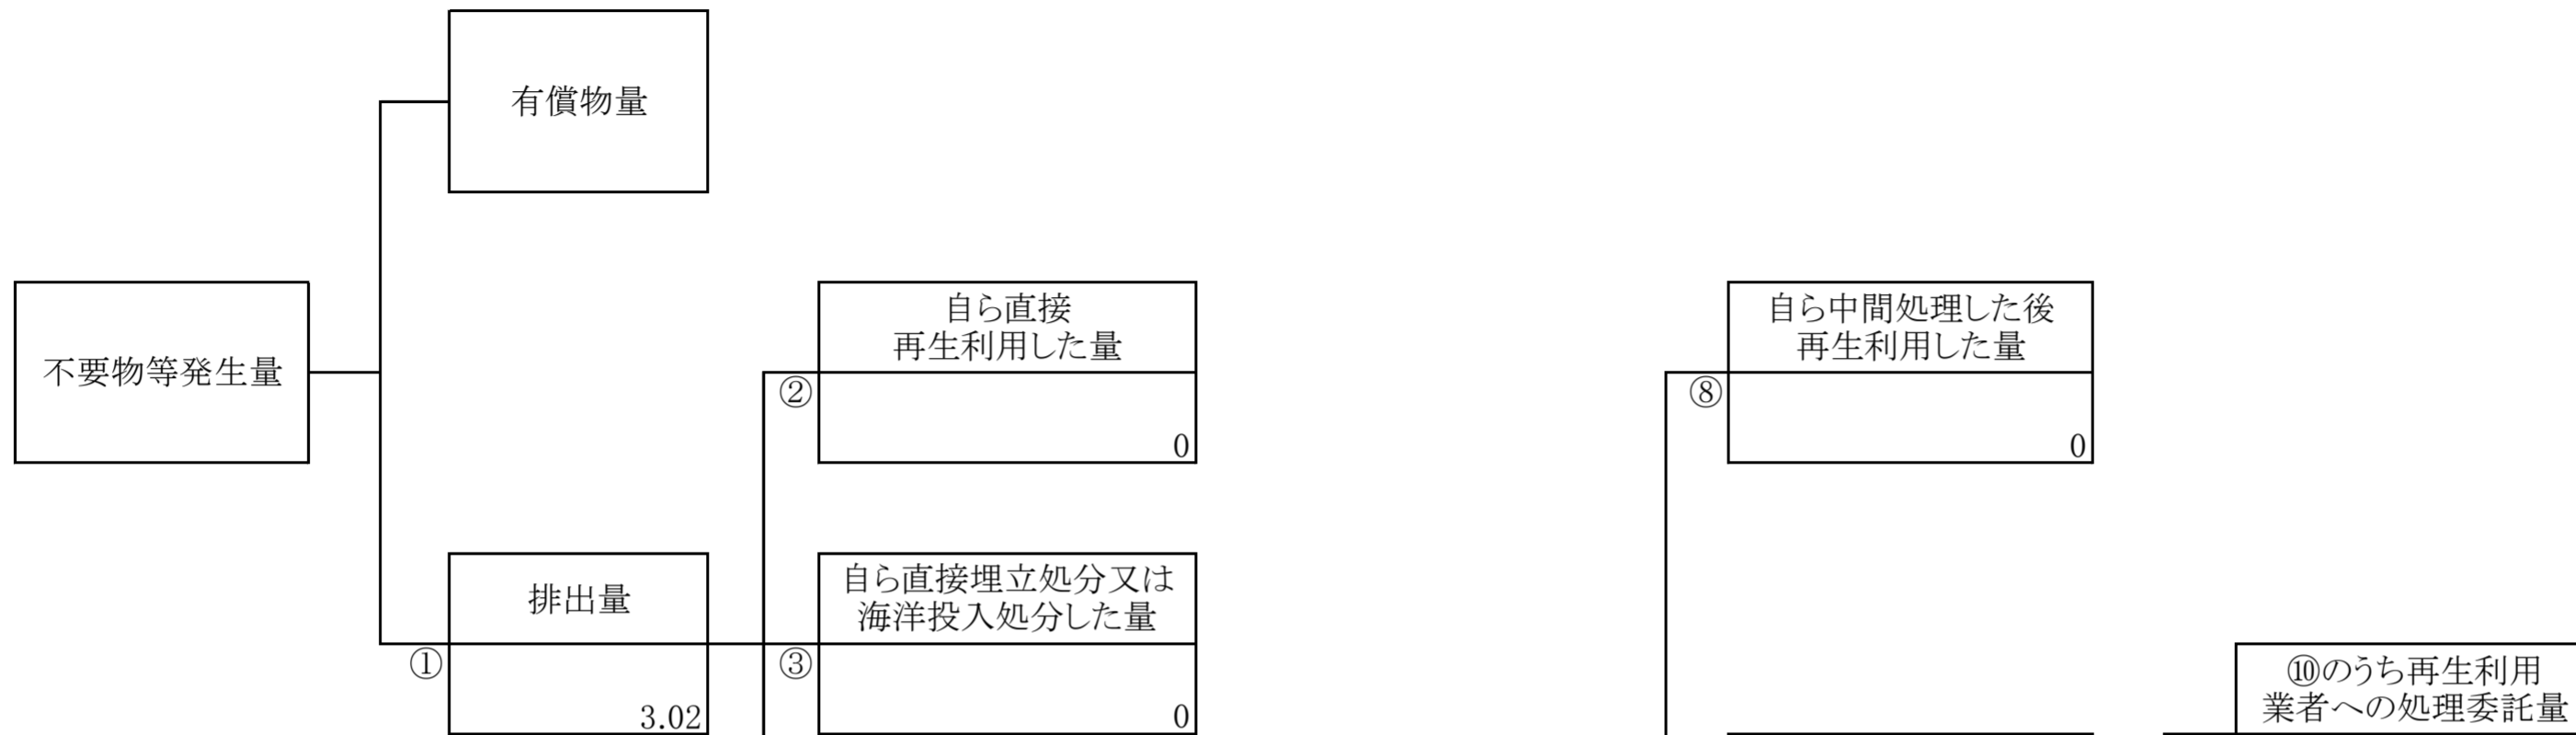 有償物量
不要物等発生量
自ら直接
再生利用した量
②
0
自ら中間処理した後
再生利用した量
⑧
0
排出量
①
3.02
自ら直接埋立処分又は
海洋投入処分した量
③
0
⑩のうち再生利用
業者への処理委託量